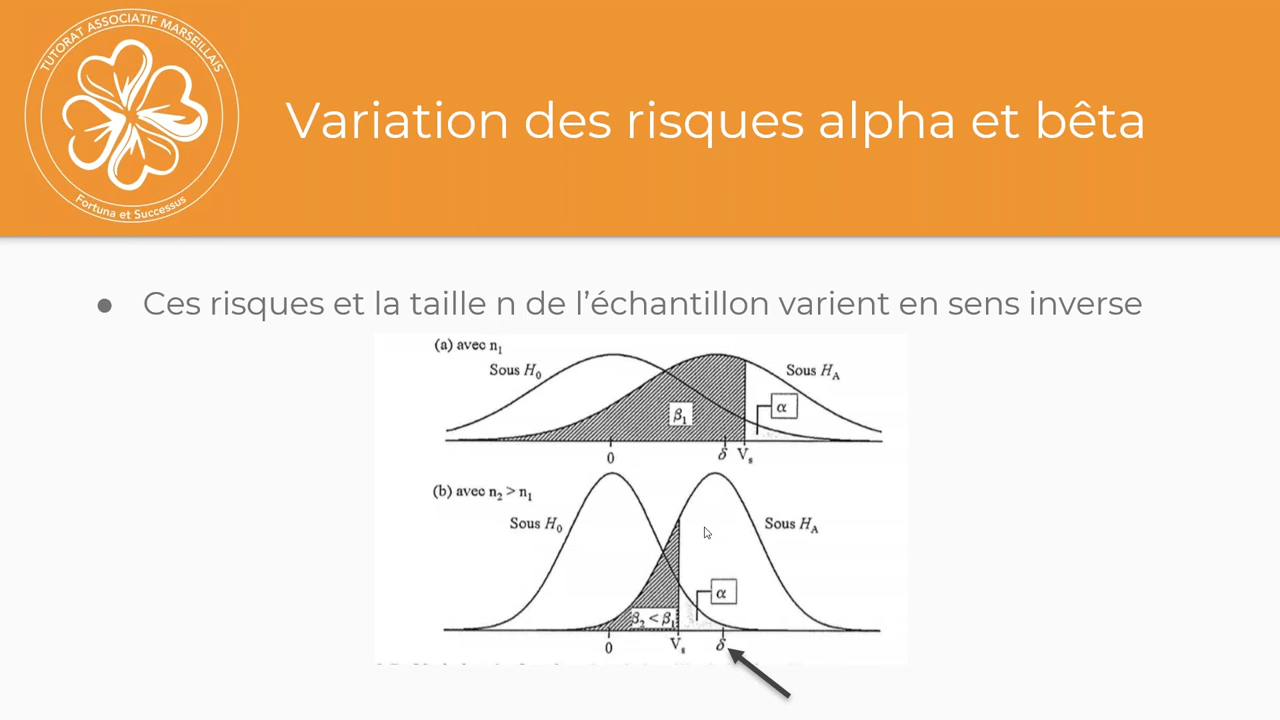 TUTORAT ASSOCIATIF MARSEILLAIS
Fortuna et Successus
Variation des risques alpha et bêta
● Ces risques et la taille n de l'échantillon varient en sens inverse
(a) avec n₁
Sous H₀
Sous H_A
β₁
α
0
δ
Vₛ
(b) avec n₂ > n₁
Sous H₀
Sous H_A
α
β₂ < β₁
0
Vₛ
δ